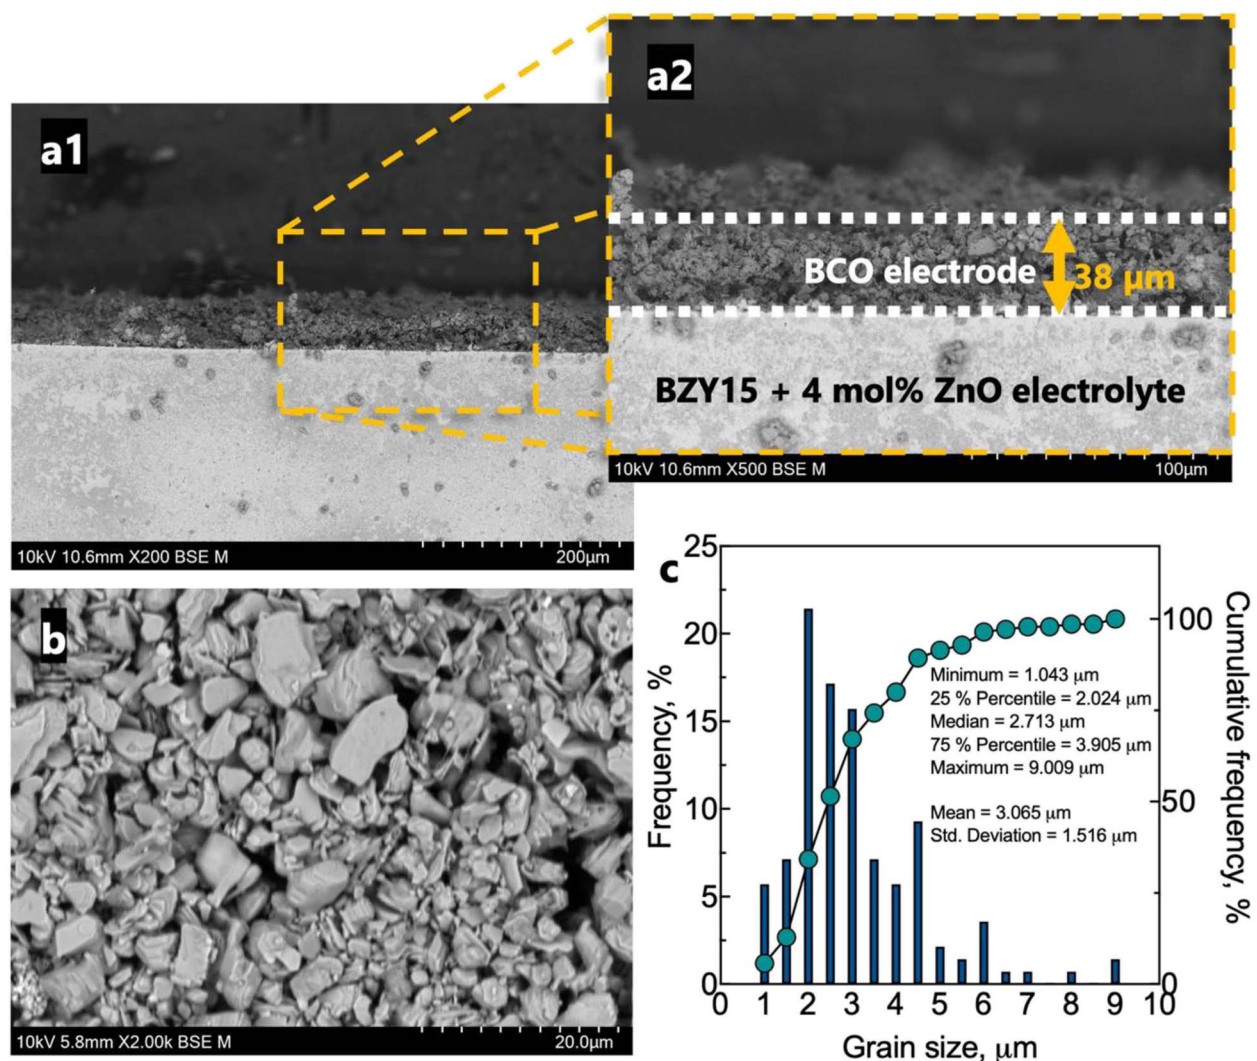 a1
a2
BCO electrode
38 μm
BZY15 + 4 mol% ZnO electrolyte
10kV 10.6mm X500 BSE M
100μm
10kV 10.6mm X200 BSE M
200μm
b
10kV 5.8mm X2.00k BSE M
20.0μm
c
Frequency, %
25
20
15
10
5
0
Minimum = 1.043 μm
25 % Percentile = 2.024 μm
Median = 2.713 μm
75 % Percentile = 3.905 μm
Maximum = 9.009 μm
Mean = 3.065 μm
Std. Deviation = 1.516 μm
100
50
0
Cumulative frequency, %
0 1 2 3 4 5 6 7 8 9 10
Grain size, μm